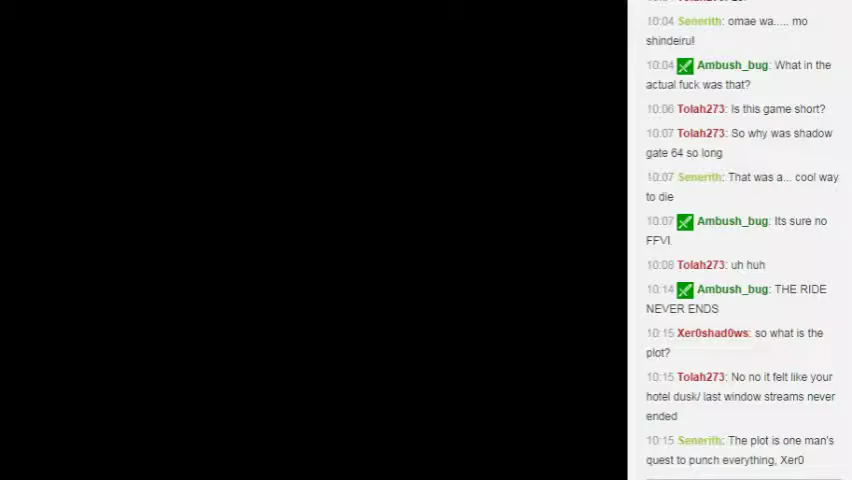 10:04 Senerith: omae wa..... mo
shindeiru!
10:04 Ambush_bug: What in the
actual fuck was that?
10:06 Tolah273: Is this game short?
10:07 Tolah273: So why was shadow
gate 64 so long
10:07 Senerith: That was a... cool way
to die
10:07 Ambush_bug: Its sure no
FFVI.
10:08 Tolah273: uh huh
10:14 Ambush_bug: THE RIDE
NEVER ENDS
10:15 Xer0shad0ws: so what is the
plot?
10:15 Tolah273: No no it felt like your
hotel dusk/ last window streams never
ended
10:15 Senerith: The plot is one man's
quest to punch everything, Xer0